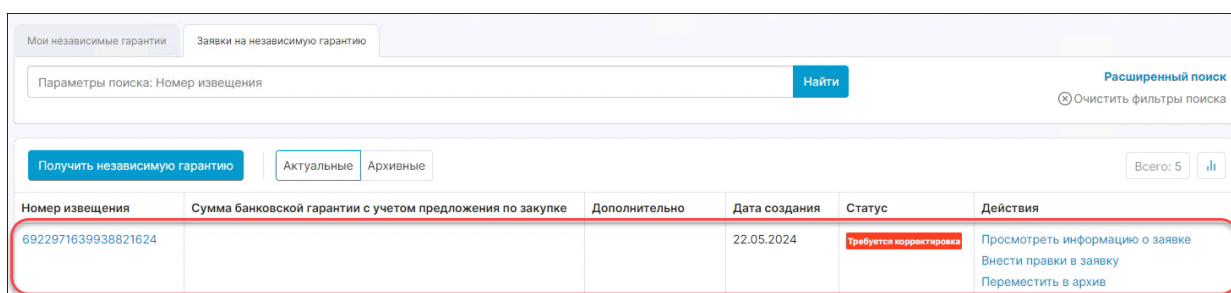 Мои независимые гарантии Заявки на независимую гарантию
Параметры поиска: Номер извещения Найти Расширенный поиск
Очистить фильтры поиска
Получить независимую гарантию Актуальные Архивные Всего: 5
Номер извещения Сумма банковской гарантии с учетом предложения по закупке Дополнительно Дата создания Статус Действия
6922971639938821624 22.05.2024 Требуется корректировка Просмотреть информацию о заявке
Внести правки в заявку
Переместить в архив